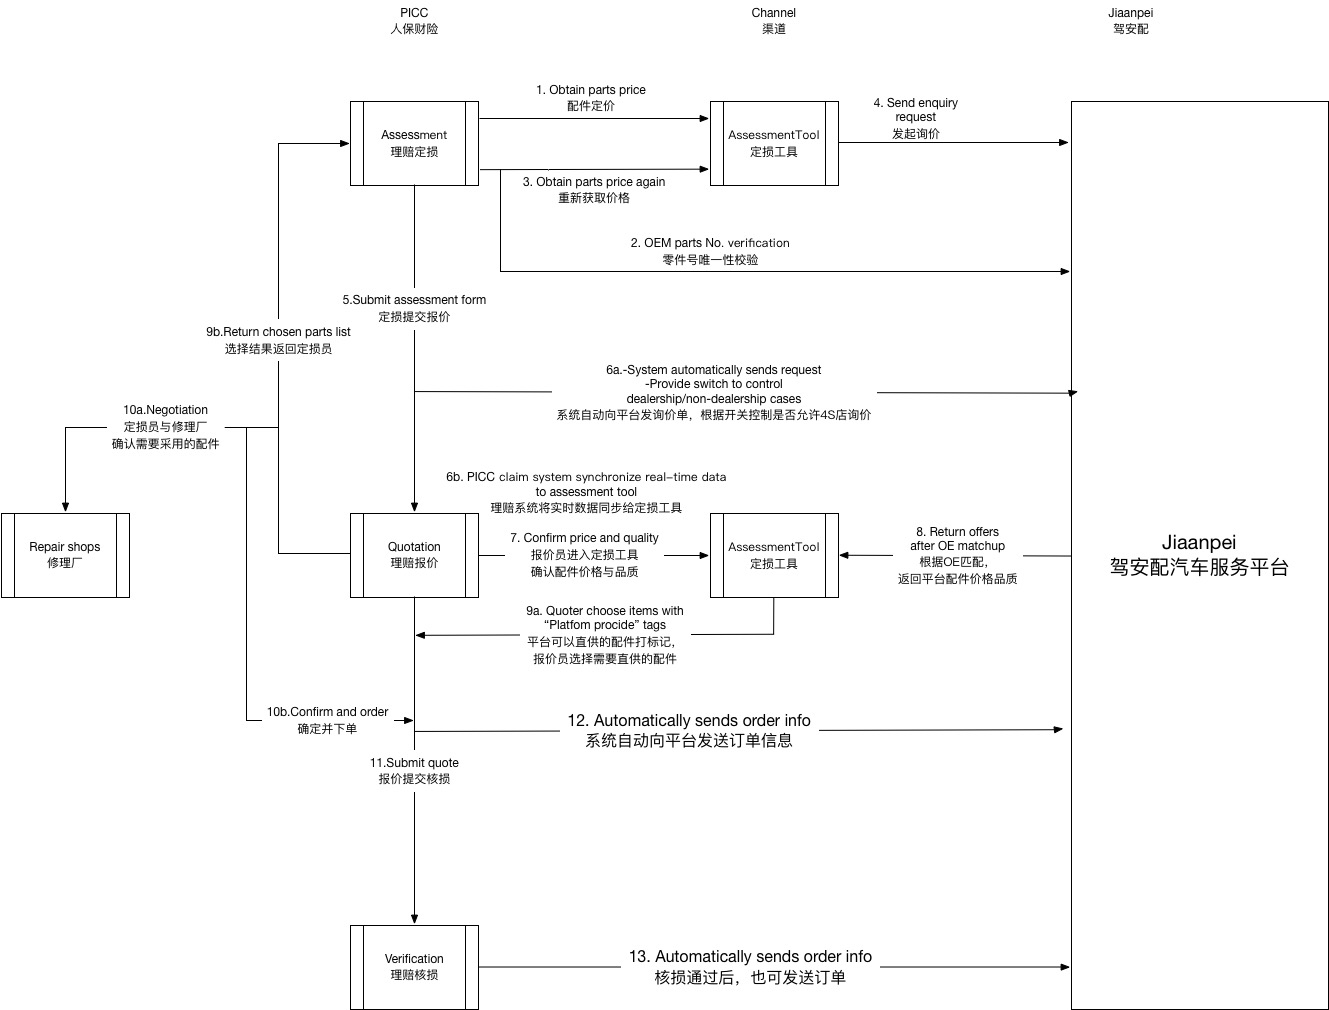 PICC
人保财险
Channel
渠道
Jiaanpei
驾安配
1. Obtain parts price
配件定价
4. Send enquiry
request
发起询价
Assessment
理赔定损
AssessmentTool
定损工具
3. Obtain parts price again
重新获取价格
2. OEM parts No. verification
零件号唯一性校验
5.Submit assessment form
定损提交报价
9b.Return chosen parts list
选择结果返回定损员
6a.-System automatically sends request
-Provide switch to control
dealership/non-dealership cases
系统自动向平台发询价单，根据开关控制是否允许4S店询价
10a.Negotiation
定损员与修理厂
确认需要采用的配件
6b. PICC claim system synchronize real-time data
to assessment tool
理赔系统将实时数据同步给定损工具
Repair shops
修理厂
Quotation
理赔报价
7. Confirm price and quality
报价员进入定损工具
确认配件价格与品质
AssessmentTool
定损工具
8. Return offers
after OE matchup
根据OE匹配，
返回平台配件价格品质
Jiaanpei
驾安配汽车服务平台
9a. Quoter choose items with
“Platfom procide” tags
平台可以直供的配件打标记，
报价员选择需要直供的配件
10b.Confirm and order
确定并下单
12. Automatically sends order info
系统自动向平台发送订单信息
11.Submit quote
报价提交核损
Verification
理赔核损
13. Automatically sends order info
核损通过后，也可发送订单